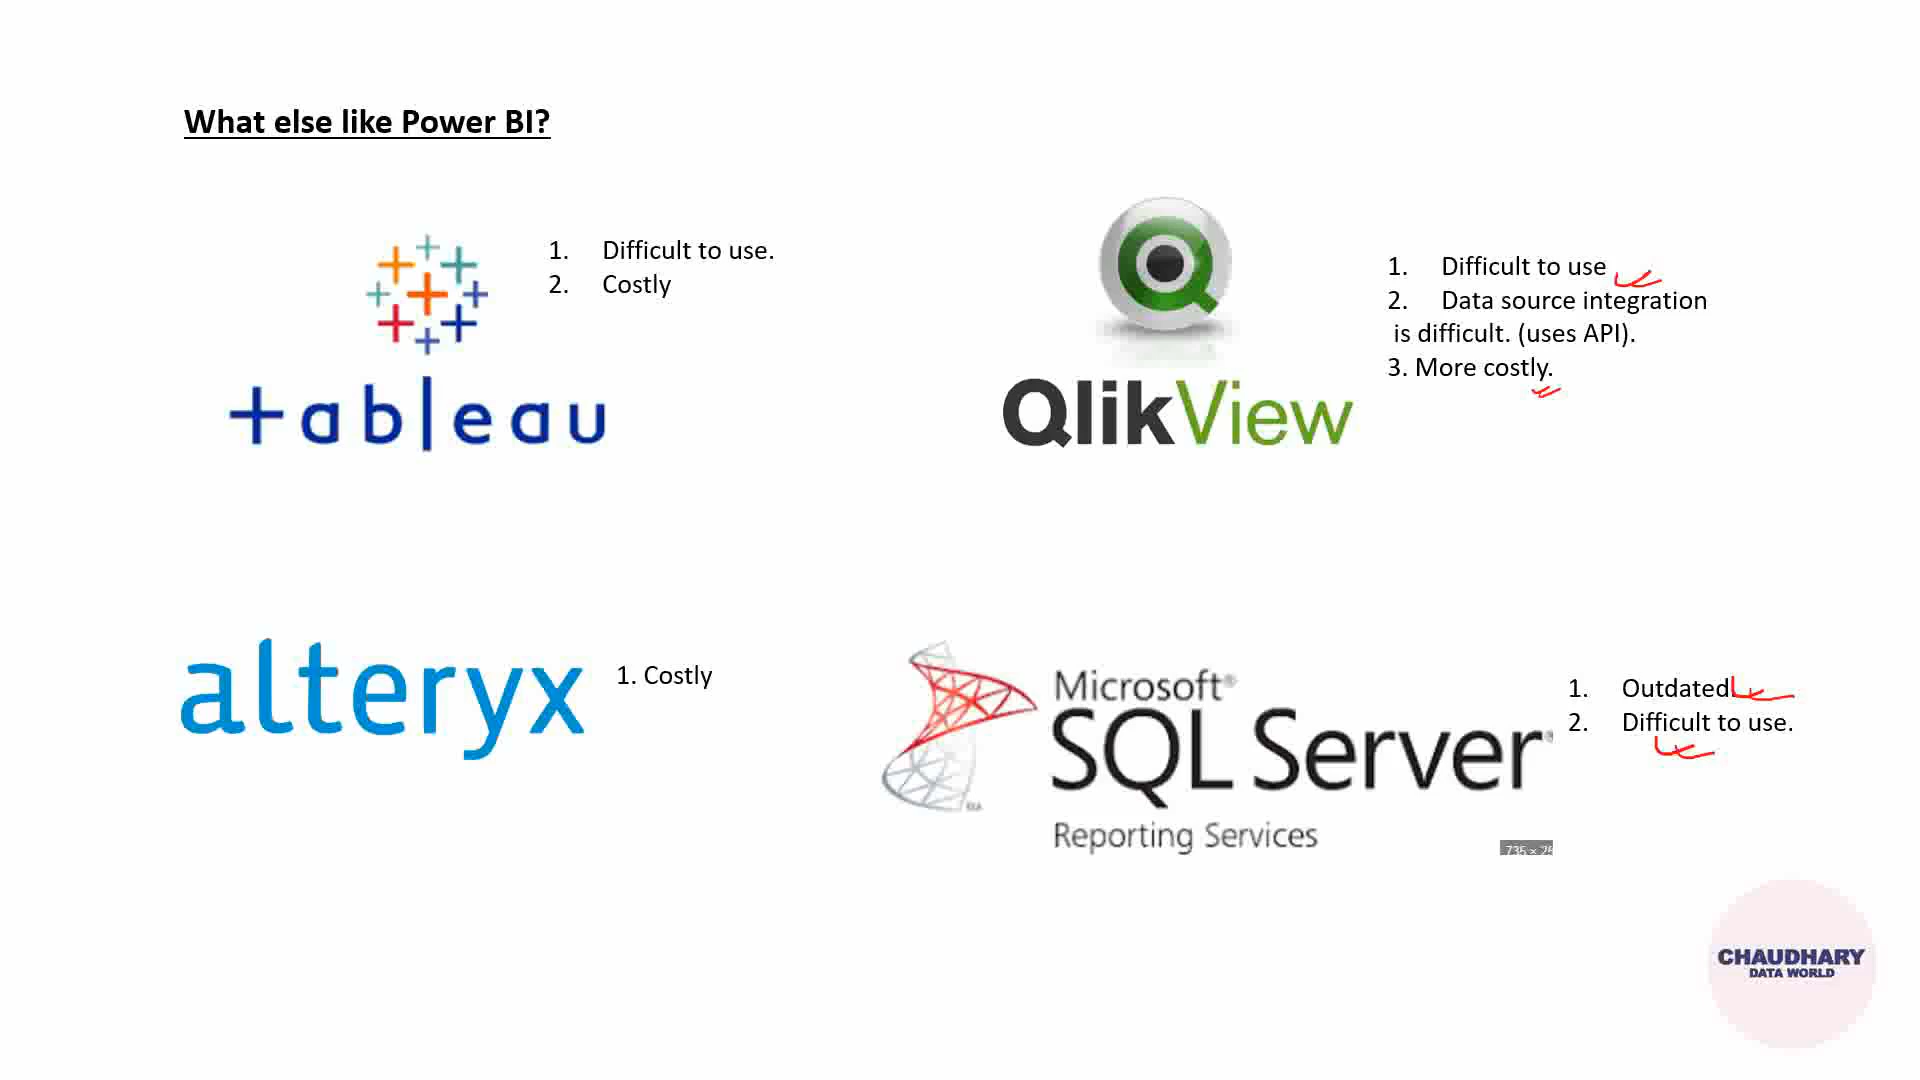 What else like Power BI?
1. Difficult to use.
2. Costly
+ableau
1. Difficult to use
2. Data source integration
is difficult. (uses API).
3. More costly.
QlikView
alteryx
1. Costly
Microsoft®
SQL Server®
Reporting Services
1. Outdated.
2. Difficult to use.
CHAUDHARY
DATA WORLD